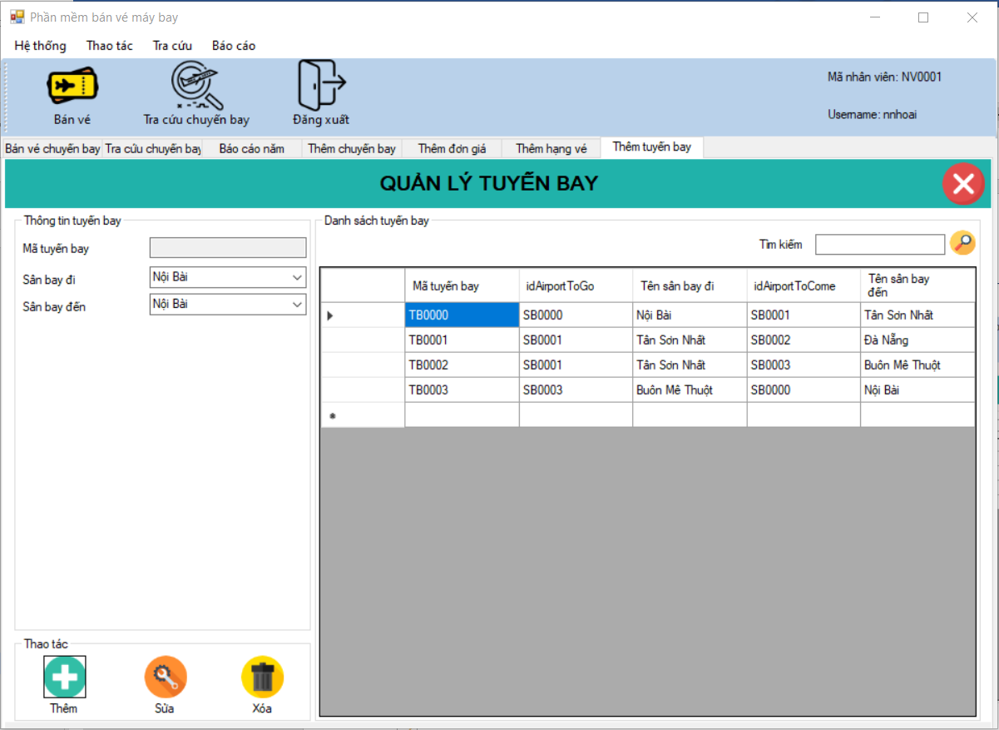 Phần mềm bán vé máy bay
Hệ thống Thao tác Tra cứu Báo cáo
Bán vé Tra cứu chuyến bay Đăng xuất
Mã nhân viên: NV0001
Username: nnhoai
Bán vé chuyến bay Tra cứu chuyến bay Báo cáo năm Thêm chuyến bay Thêm đơn giá Thêm hạng vé Thêm tuyến bay
QUẢN LÝ TUYẾN BAY
Thông tin tuyến bay
Mã tuyến bay
Sân bay đi Nội Bài
Sân bay đến Nội Bài
Danh sách tuyến bay
Tìm kiếm
Mã tuyến bay idAirportToGo Tên sân bay đi idAirportToCome Tên sân bay đến
TB0000 SB0000 Nội Bài SB0001 Tân Sơn Nhất
TB0001 SB0001 Tân Sơn Nhất SB0002 Đà Nẵng
TB0002 SB0001 Tân Sơn Nhất SB0003 Buôn Mê Thuột
TB0003 SB0003 Buôn Mê Thuột SB0000 Nội Bài
Thao tác
Thêm Sửa Xóa